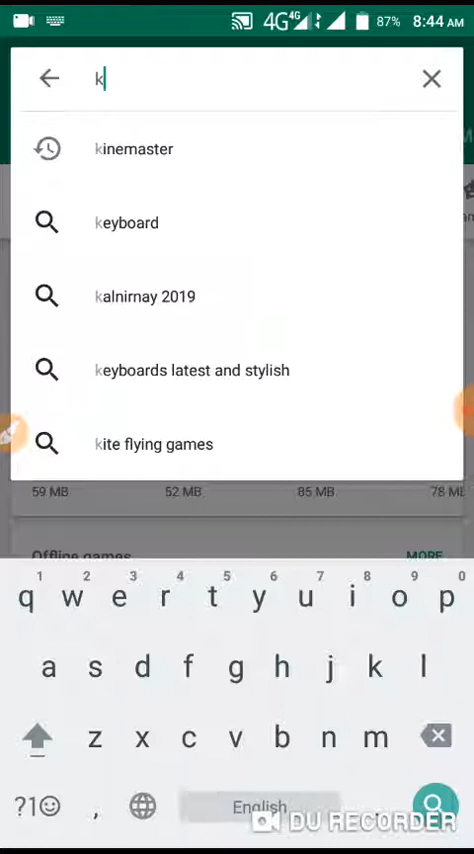 4G 4G 87% 8:44 AM
k
kinemaster
keyboard
kalnirnay 2019
keyboards latest and stylish
kite flying games
59 MB 52 MB 85 MB 78 ME
Offline games MORE
1 2 3 4 5 6 7 8 9 0
q w e r t y u i o p
a s d f g h j k l
z x c v b n m
?1☺ , English .
DU RECORDER